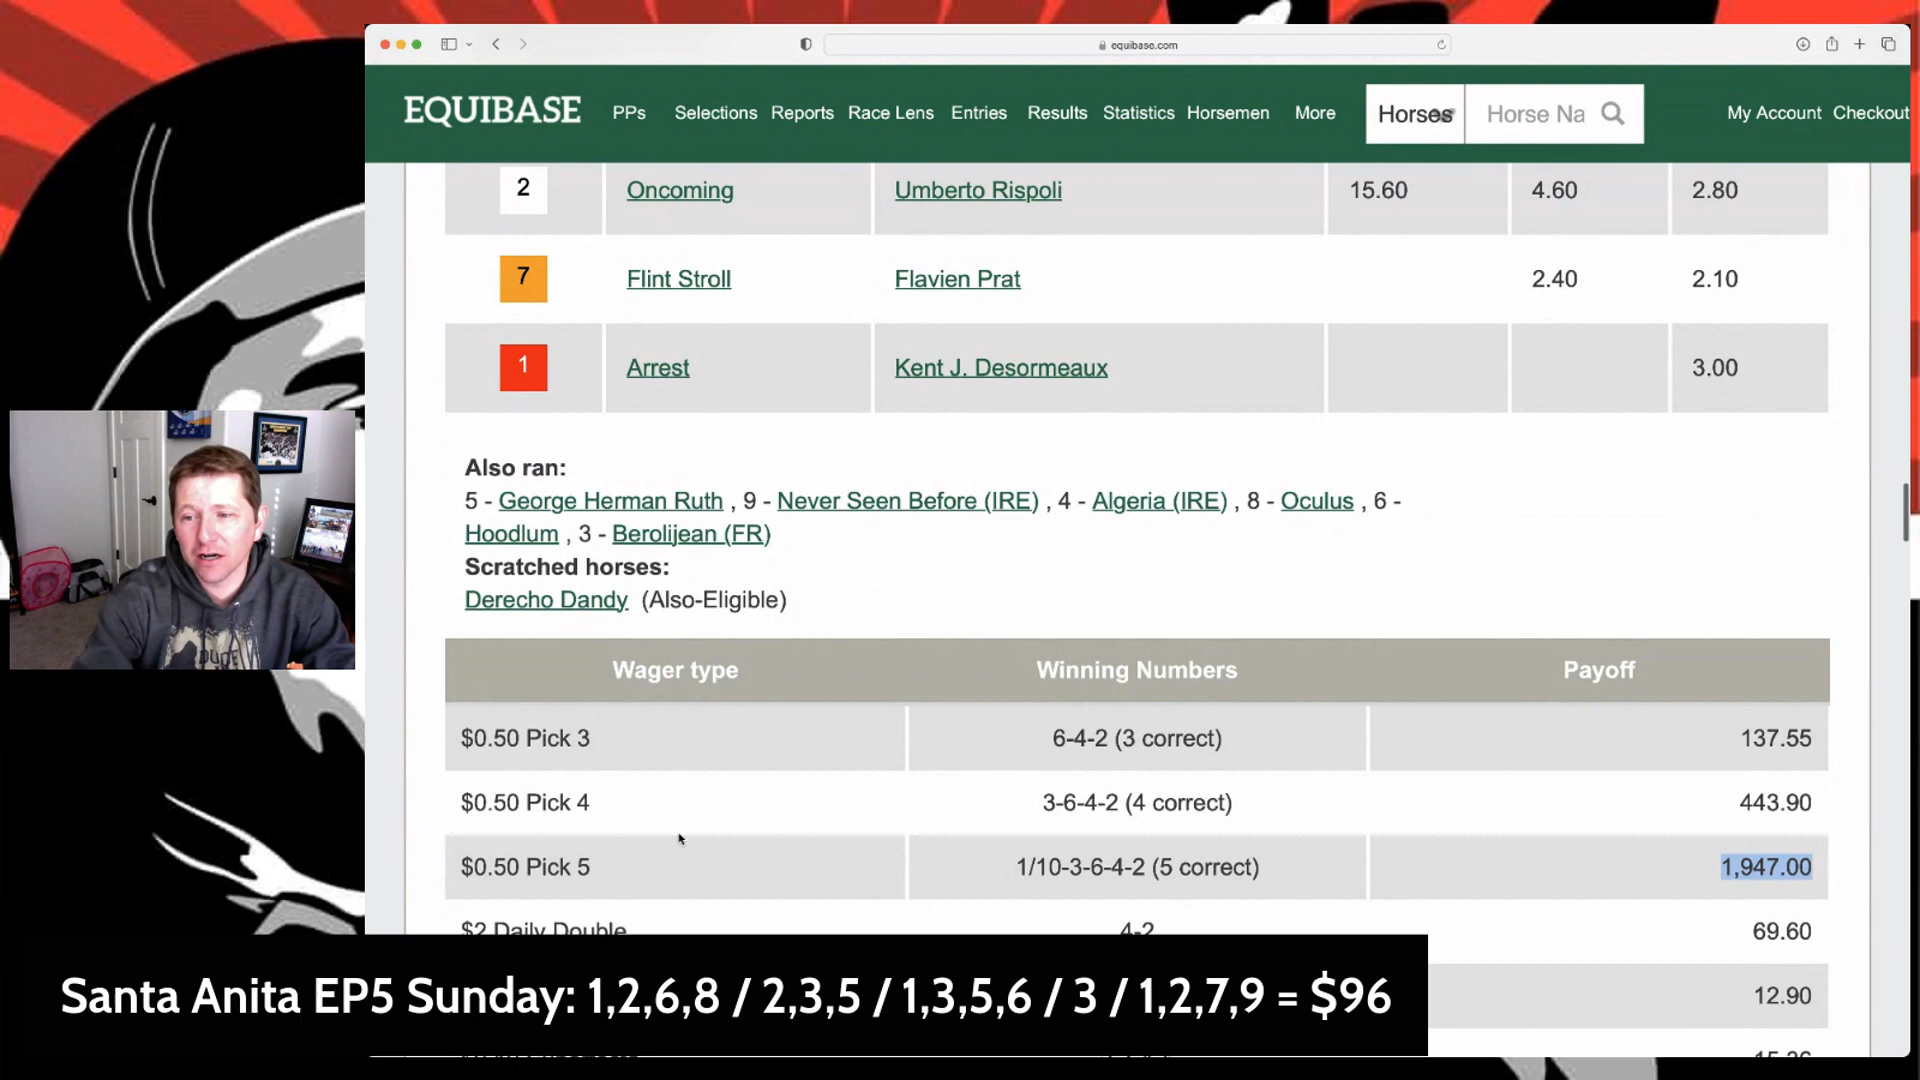 equibase.com
EQUIBASE PPs Selections Reports Race Lens Entries Results Statistics Horsemen More Horses Horse Na My Account Checkout
2 Oncoming Umberto Rispoli 15.60 4.60 2.80
7 Flint Stroll Flavien Prat 2.40 2.10
1 Arrest Kent J. Desormeaux 3.00
Also ran:
5 - George Herman Ruth , 9 - Never Seen Before (IRE) , 4 - Algeria (IRE) , 8 - Oculus , 6 -
Hoodlum , 3 - Berolijean (FR)
Scratched horses:
Derecho Dandy (Also-Eligible)
Wager type Winning Numbers Payoff
$0.50 Pick 3 6-4-2 (3 correct) 137.55
$0.50 Pick 4 3-6-4-2 (4 correct) 443.90
$0.50 Pick 5 1/10-3-6-4-2 (5 correct) 1,947.00
$2 Daily Double 4-2 69.60
12.90
Santa Anita EP5 Sunday: 1,2,6,8 / 2,3,5 / 1,3,5,6 / 3 / 1,2,7,9 = $96